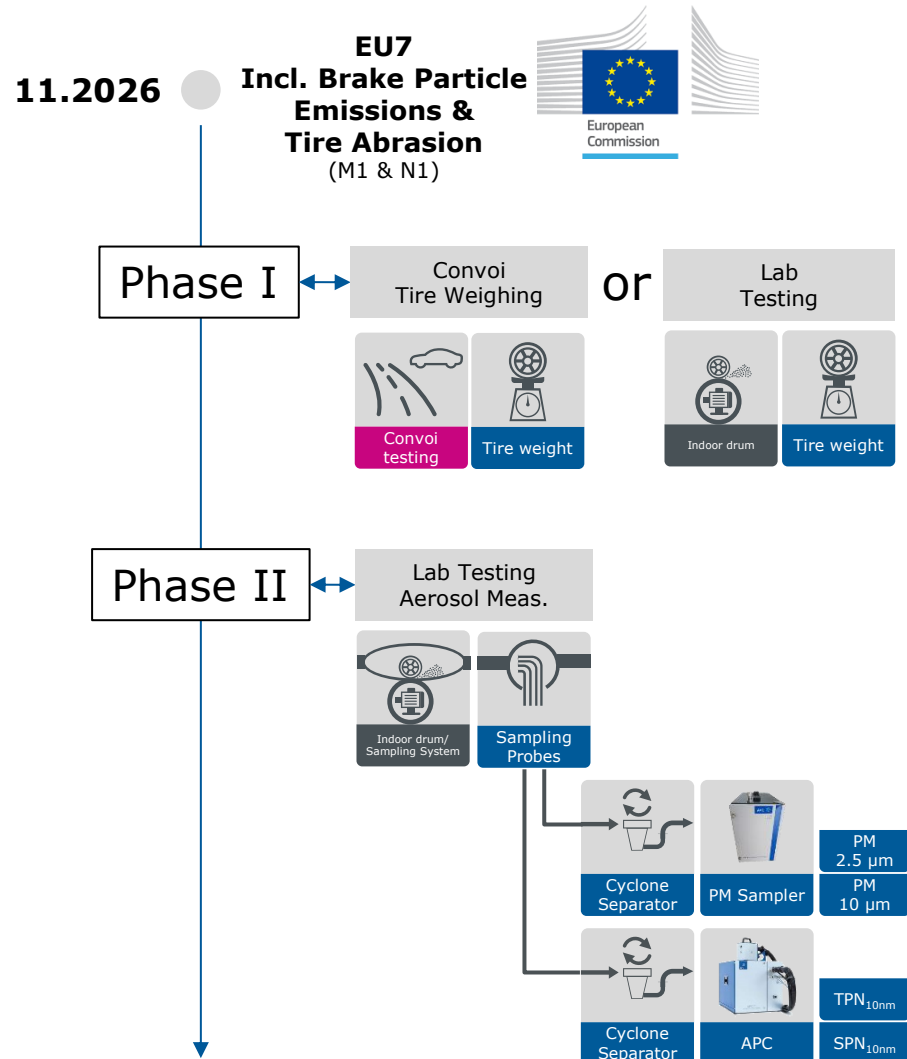 11.2026
EU7
Incl. Brake Particle
Emissions &
Tire Abrasion
(M1 & N1)
European
Commission
Phase I
Convoi
Tire Weighing
or
Lab
Testing
Convoi
testing
Tire weight
Indoor drum
Tire weight
Phase II
Lab Testing
Aerosol Meas.
Indoor drum/
Sampling System
Sampling
Probes
Cyclone
Separator
PM Sampler
PM
2.5 µm
PM
10 µm
Cyclone
Separator
APC
TPN10nm
SPN10nm